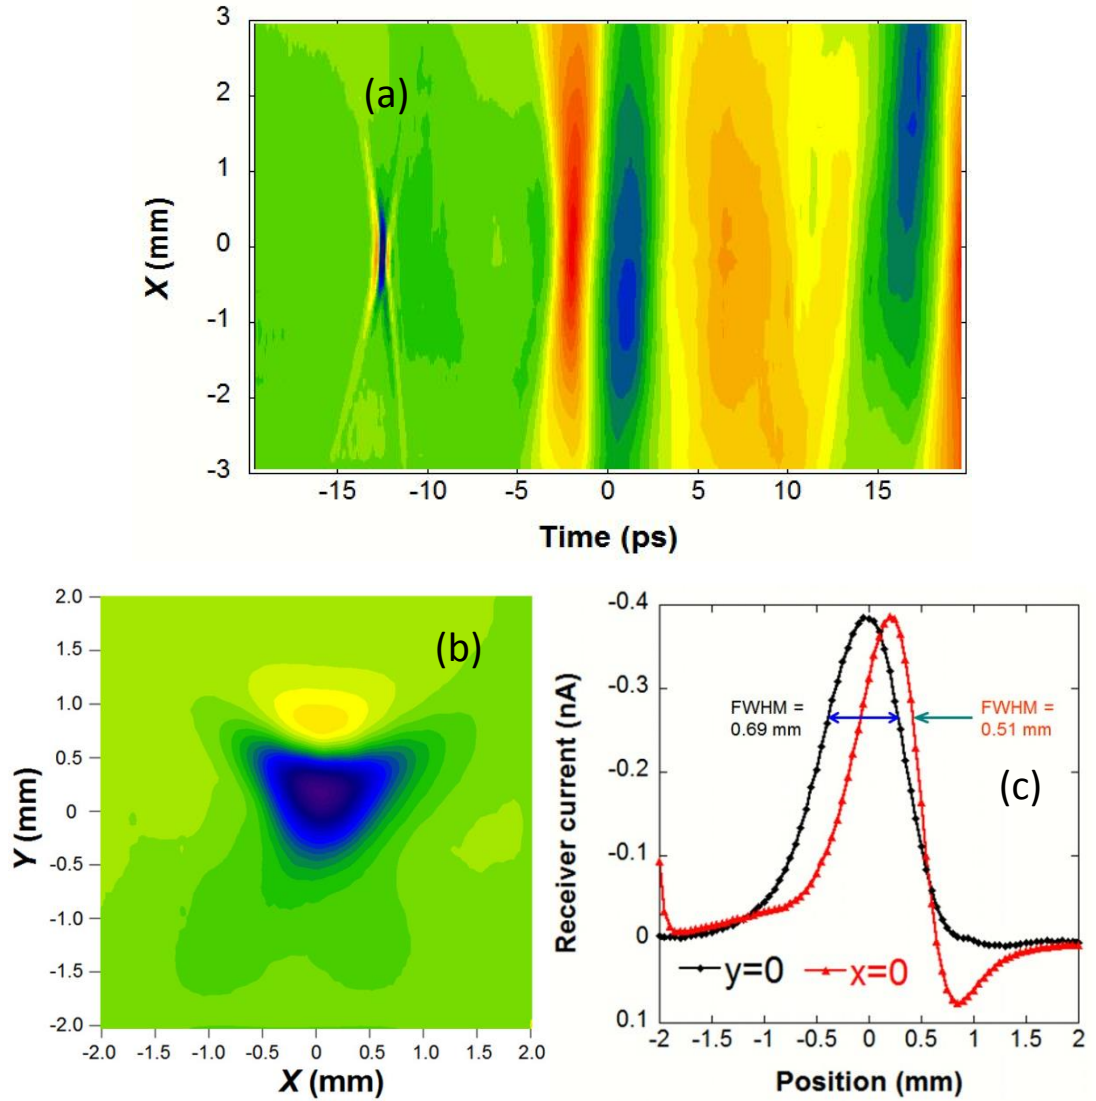 3
2
1
0
-1
-2
-3
X (mm)
(a)
-15 -10 -5 0 5 10 15
Time (ps)
2.0
1.5
1.0
0.5
0
-0.5
-1.0
-1.5
-2.0
Y (mm)
(b)
-2.0 -1.5 -1.0 -0.5 0 0.5 1.0 1.5 2.0
X (mm)
-0.4
-0.3
-0.2
-0.1
0
0.1
Receiver current (nA)
FWHM =
0.69 mm
FWHM =
0.51 mm
(c)
y=0 x=0
-2 -1.5 -1 -0.5 0 0.5 1 1.5 2
Position (mm)